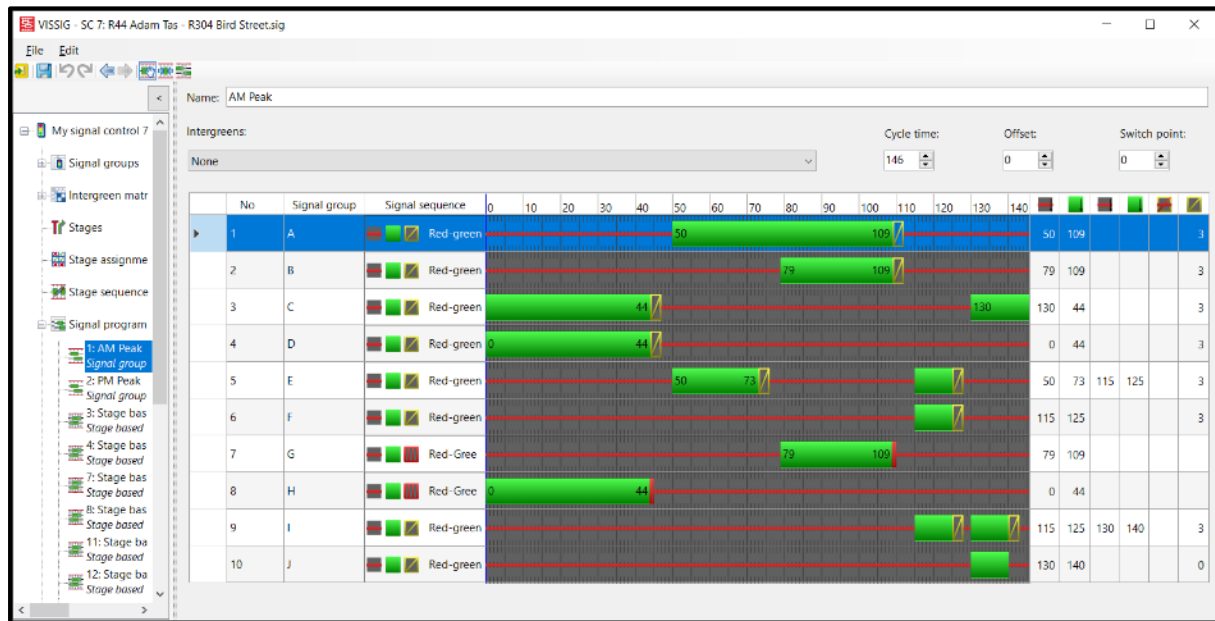 VISSIG - SC 7: R44 Adam Tas - R304 Bird Street.sig
File Edit
< Name: AM Peak
My signal control 7
Signal groups
Intergreen matr
Stages
Stage assignme
Stage sequence
Signal program
1: AM Peak
Signal group
2: PM Peak
Signal group
3: Stage bas
Stage based
4: Stage bas
Stage based
7: Stage bas
Stage based
8: Stage bas
Stage based
11: Stage ba
Stage based
12: Stage ba
Stage based
Intergreens: Cycle time: Offset: Switch point:
None 146 0 0
No Signal group Signal sequence 0 10 20 30 40 50 60 70 80 90 100 110 120 130 140
1 A Red-green 50 109 50 109 3
2 B Red-green 79 109 79 109 3
3 C Red-green 44 130 130 44 3
4 D Red-green 0 44 0 44 3
5 E Red-green 50 73 50 73 115 125 3
6 F Red-green 115 125 3
7 G Red-Gree 79 109 79 109
8 H Red-Gree 0 44 0 44
9 I Red-green 115 125 130 140 3
10 J Red-green 130 140 0